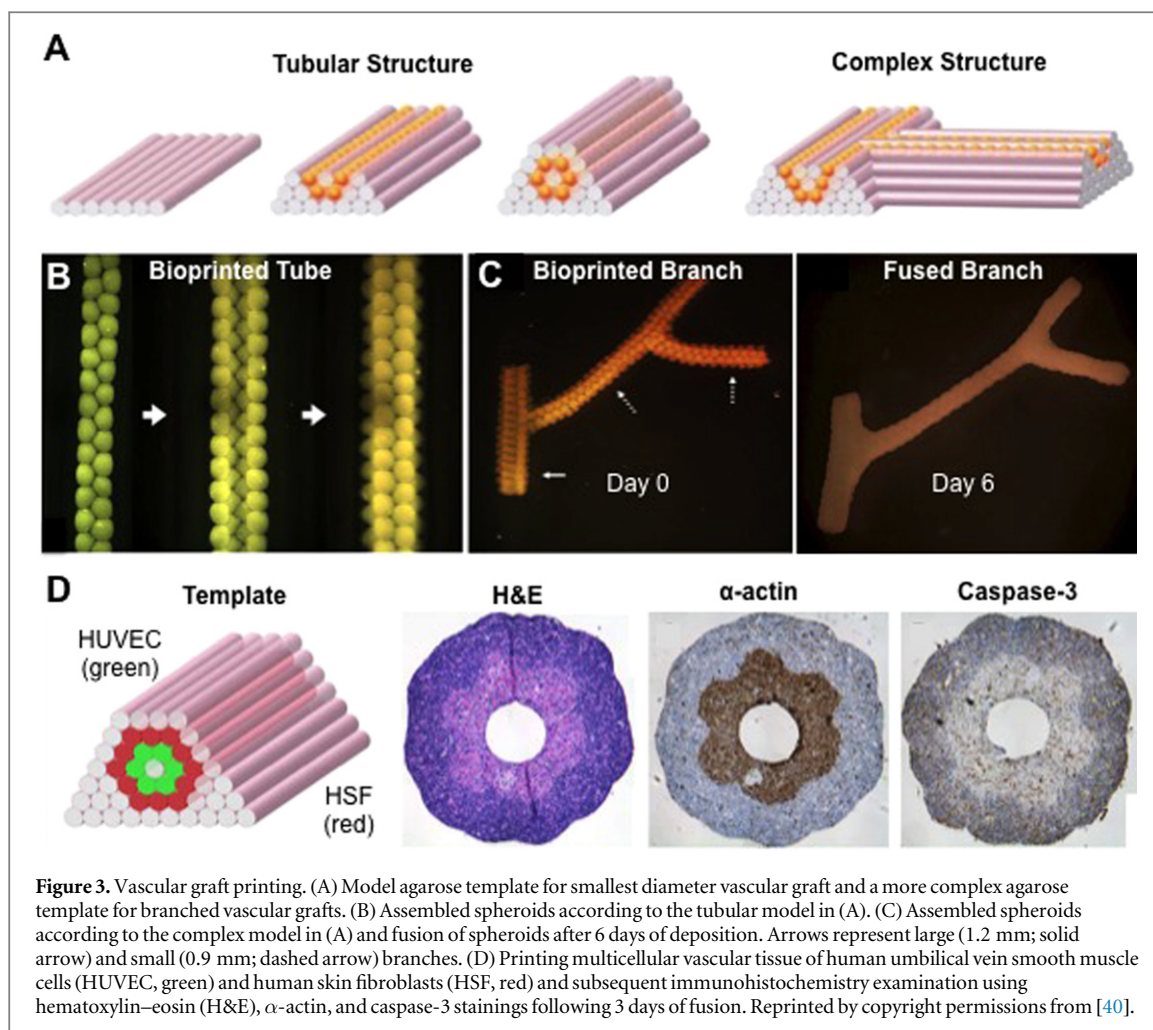 A
Tubular Structure
Complex Structure
B
Bioprinted Tube
C
Bioprinted Branch
Fused Branch
Day 0
Day 6
D
Template
H&E
α-actin
Caspase-3
HUVEC
(green)
HSF
(red)
Figure 3. Vascular graft printing. (A) Model agarose template for smallest diameter vascular graft and a more complex agarose
template for branched vascular grafts. (B) Assembled spheroids according to the tubular model in (A). (C) Assembled spheroids
according to the complex model in (A) and fusion of spheroids after 6 days of deposition. Arrows represent large (1.2 mm; solid
arrow) and small (0.9 mm; dashed arrow) branches. (D) Printing multicellular vascular tissue of human umbilical vein smooth muscle
cells (HUVEC, green) and human skin fibroblasts (HSF, red) and subsequent immunohistochemistry examination using
hematoxylin–eosin (H&E), α-actin, and caspase-3 stainings following 3 days of fusion. Reprinted by copyright permissions from [40].